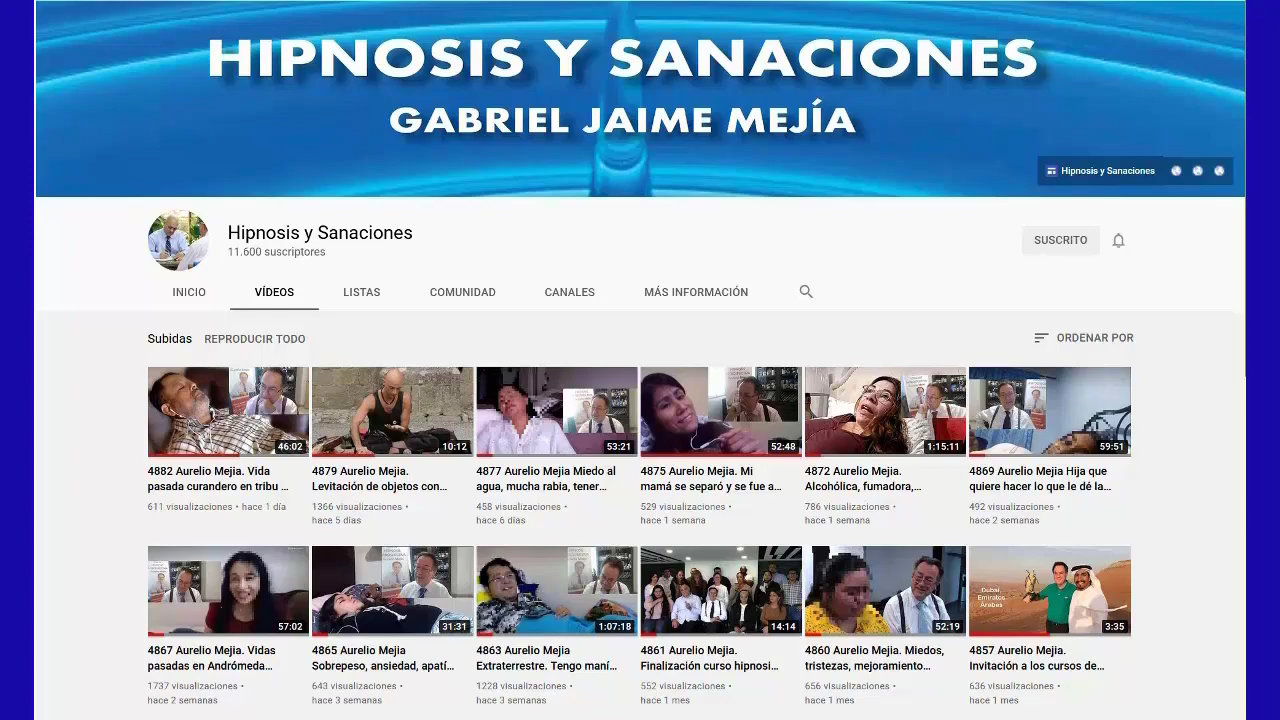 HIPNOSIS Y SANACIONES
GABRIEL JAIME MEJÍA
Hipnosis y Sanaciones
Hipnosis y Sanaciones
11.600 suscriptores
SUSCRITO
INICIO VÍDEOS LISTAS COMUNIDAD CANALES MÁS INFORMACIÓN
Subidas REPRODUCIR TODO ORDENAR POR
46:02 10:12 53:21 52:48 1:15:11 59:51
4882 Aurelio Mejia. Vida
pasada curandero en tribu ...
611 visualizaciones • hace 1 día
4879 Aurelio Mejia.
Levitación de objetos con...
1366 visualizaciones •
hace 5 días
4877 Aurelio Mejia Miedo al
agua, mucha rabia, tener...
458 visualizaciones •
hace 6 días
4875 Aurelio Mejia. Mi
mamá se separó y se fue a...
529 visualizaciones •
hace 1 semana
4872 Aurelio Mejia.
Alcohólica, fumadora,...
786 visualizaciones •
hace 1 semana
4869 Aurelio Mejia Hija que
quiere hacer lo que le dé la...
492 visualizaciones •
hace 2 semanas
Dubai,
Emiratos
Arabes
57:02 31:31 1:07:18 14:14 52:19 3:35
4867 Aurelio Mejia. Vidas
pasadas en Andrómeda...
1737 visualizaciones •
hace 2 semanas
4865 Aurelio Mejia
Sobrepeso, ansiedad, apatí...
643 visualizaciones •
hace 3 semanas
4863 Aurelio Mejia
Extraterrestre. Tengo maní...
1228 visualizaciones •
hace 3 semanas
4861 Aurelio Mejia.
Finalización curso hipnosi...
552 visualizaciones •
hace 1 mes
4860 Aurelio Mejia. Miedos,
tristezas, mejoramiento...
656 visualizaciones •
hace 1 mes
4857 Aurelio Mejia.
Invitación a los cursos de...
636 visualizaciones •
hace 1 mes